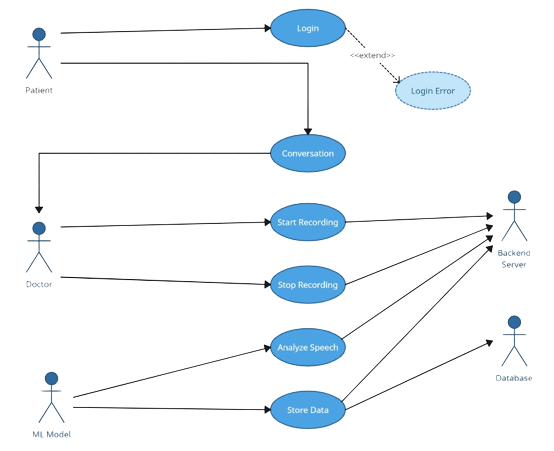 Login
<<extend>>
Patient
Login Error
Conversation
Start Recording
Backend
Server
Doctor
Stop Recording
Analyze Speech
Database
Store Data
ML Model